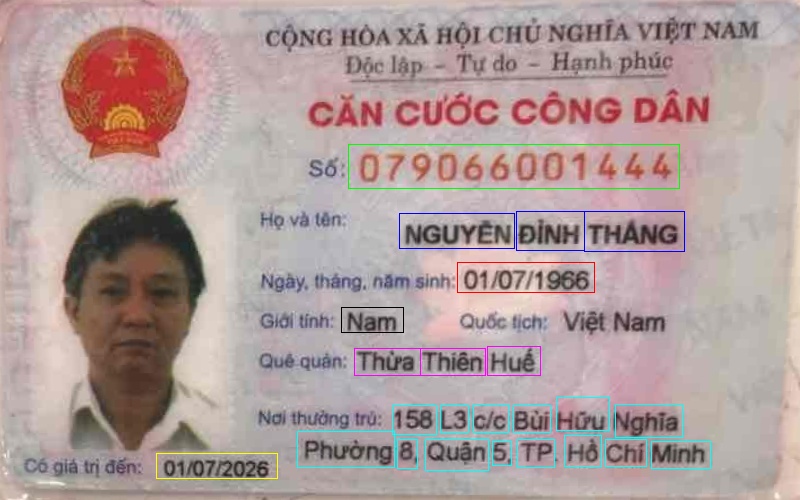 CỘNG HÒA XÃ HỘI CHỦ NGHĨA VIỆT NAM
Độc lập – Tự do – Hạnh phúc
CĂN CƯỚC CÔNG DÂN
Số: 079066001444
Họ và tên: NGUYỄN ĐÌNH THĂNG
Ngày, tháng, năm sinh: 01/07/1966
Giới tính: Nam Quốc tịch: Việt Nam
Quê quán: Thừa Thiên Huế
Nơi thường trú: 158 L3 c/c Bùi Hữu Nghĩa
Phường 8, Quận 5, TP. Hồ Chí Minh
Có giá trị đến: 01/07/2026